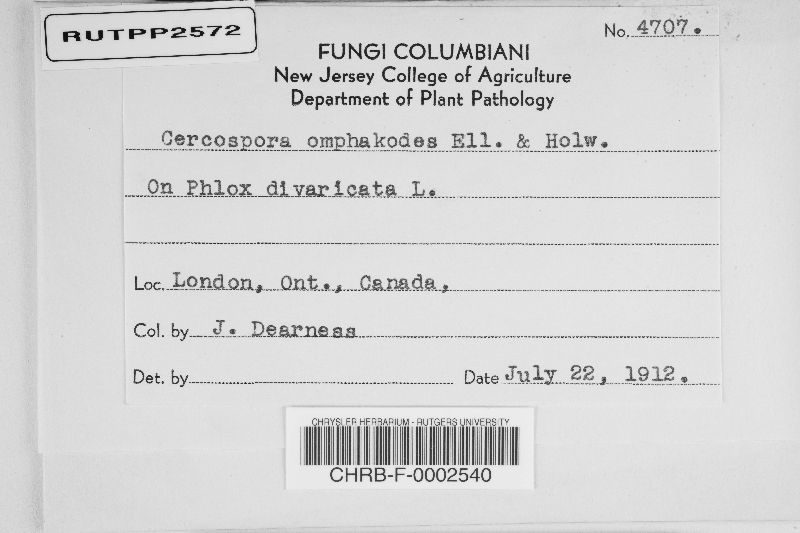 RUTPP2572
No. 4707.
FUNGI COLUMBIANI
New Jersey College of Agriculture
Department of Plant Pathology
Cercospora omphakodes Ell. & Holw.
On Phlox divaricata L.
Loc. London, Ont., Canada,
Col. by J. Dearness
Det. by
Date July 22, 1912.
CHRYSLER HERBARIUM - RUTGERS UNIVERSITY
CHRB-F-0002540